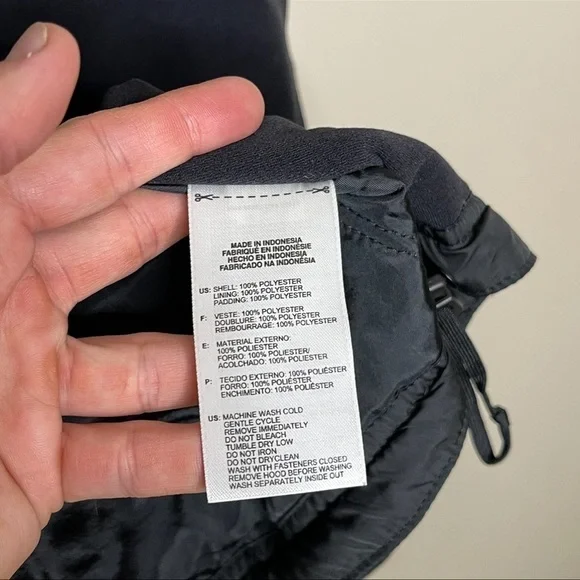 MADE IN INDONESIA
FABRIQUÉ EN INDONÉSIE
HECHO EN INDONESIA
FABRICADO NA INDONÉSIA
US: SHELL: 100% POLYESTER
LINING: 100% POLYESTER
PADDING: 100% POLYESTER
F: VESTE: 100% POLYESTER
DOUBLURE: 100% POLYESTER
REMBOURRAGE: 100% POLYESTER
E: MATERIAL EXTERNO:
100% POLIESTER
FORRO: 100% POLIESTER/
ACOLCHADO: 100% POLIESTER
P: TECIDO EXTERNO: 100% POLIÉSTER
FORRO: 100% POLIÉSTER
ENCHIMENTO: 100% POLIÉSTER
US: MACHINE WASH COLD
GENTLE CYCLE
REMOVE IMMEDIATELY
DO NOT BLEACH
TUMBLE DRY LOW
DO NOT IRON
DO NOT DRYCLEAN
WASH WITH FASTENERS CLOSED
REMOVE HOOD BEFORE WASHING
WASH SEPARATELY INSIDE OUT